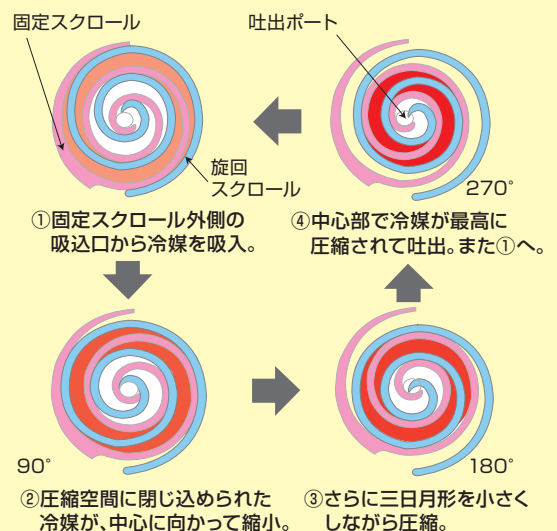 固定スクロール
吐出ポート
旋回
スクロール
①固定スクロール外側の
吸込口から冷媒を吸入。
270°
④中心部で冷媒が最高に
圧縮されて吐出。また①へ。
90°
②圧縮空間に閉じ込められた
冷媒が、中心に向かって縮小。
180°
③さらに三日月形を小さく
しながら圧縮。